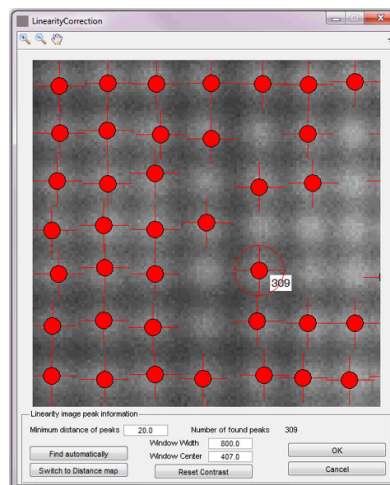 LinearityCorrection
309
Linearity image peak information
Minimum distance of peaks 20.0 Number of found peaks 309
Find automatically
Window Width 800.0
Window Center 407.0
OK
Switch to Distance map
Reset Contrast
Cancel